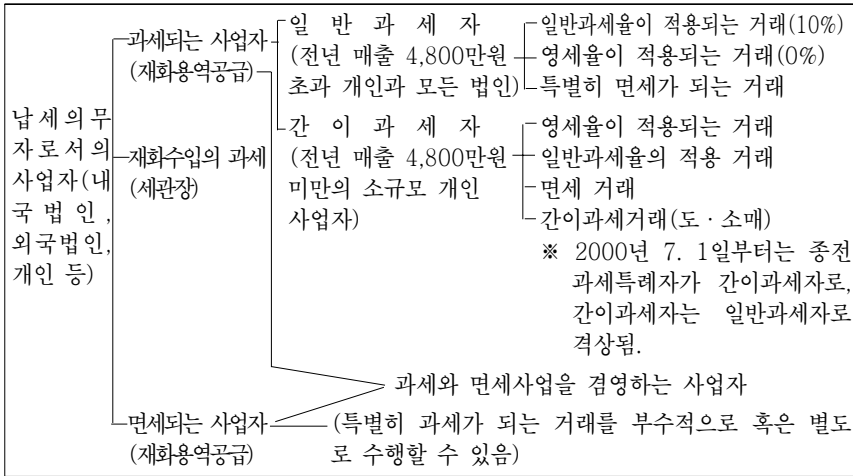 납세의무
자로서의
사업자(내
국 법 인 ,
외국법인,
개인 등)
과세되는 사업자
(재화용역공급)
일 반 과 세 자
(전년 매출 4,800만원
초과 개인과 모든 법인)
일반과세율이 적용되는 거래(10%)
영세율이 적용되는 거래(0%)
특별히 면세가 되는 거래
간 이 과 세 자
(전년 매출 4,800만원
미만의 소규모 개인
사업자)
영세율이 적용되는 거래
일반과세율의 적용 거래
면세 거래
간이과세거래(도 · 소매)
※ 2000년 7. 1일부터는 종전
과세특례자가 간이과세자로,
간이과세자는 일반과세자로
격상됨.
재화수입의 과세
(세관장)
과세와 면세사업을 겸영하는 사업자
면세되는 사업자
(재화용역공급)
(특별히 과세가 되는 거래를 부수적으로 혹은 별도
로 수행할 수 있음)